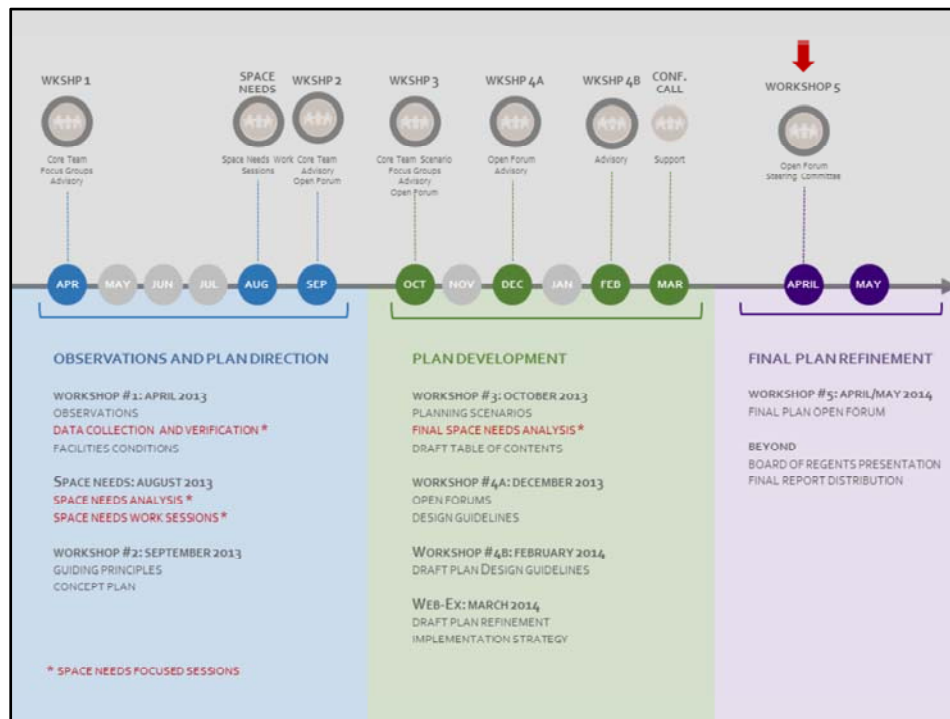 WKSHP 1
Core Team
Focus Groups
Advisory
SPACE
NEEDS
Space Needs Work
Sessions
WKSHP 2
Core Team
Advisory
Open Forum
WKSHP 3
Core Team Scenario
Focus Groups
Advisory
Open Forum
WKSHP 4A
Open Forum
Advisory
WKSHP 4B
Advisory
CONF.
CALL
Support
WORKSHOP 5
Open Forum
Steering Committee
APR
MAY
JUN
JUL
AUG
SEP
OCT
NOV
DEC
JAN
FEB
MAR
APRIL
MAY
OBSERVATIONS AND PLAN DIRECTION
WORKSHOP #1: APRIL 2013
OBSERVATIONS
DATA COLLECTION AND VERIFICATION *
FACILITIES CONDITIONS
SPACE NEEDS: AUGUST 2013
SPACE NEEDS ANALYSIS *
SPACE NEEDS WORK SESSIONS *
WORKSHOP #2: SEPTEMBER 2013
GUIDING PRINCIPLES
CONCEPT PLAN
* SPACE NEEDS FOCUSED SESSIONS
PLAN DEVELOPMENT
WORKSHOP #3: OCTOBER 2013
PLANNING SCENARIOS
FINAL SPACE NEEDS ANALYSIS *
DRAFT TABLE OF CONTENTS
WORKSHOP #4A: DECEMBER 2013
OPEN FORUMS
DESIGN GUIDELINES
WORKSHOP #4B: FEBRUARY 2014
DRAFT PLAN DESIGN GUIDELINES
WEB-EX: MARCH 2014
DRAFT PLAN REFINEMENT
IMPLEMENTATION STRATEGY
FINAL PLAN REFINEMENT
WORKSHOP #5: APRIL/MAY 2014
FINAL PLAN OPEN FORUM
BEYOND
BOARD OF REGENTS PRESENTATION
FINAL REPORT DISTRIBUTION